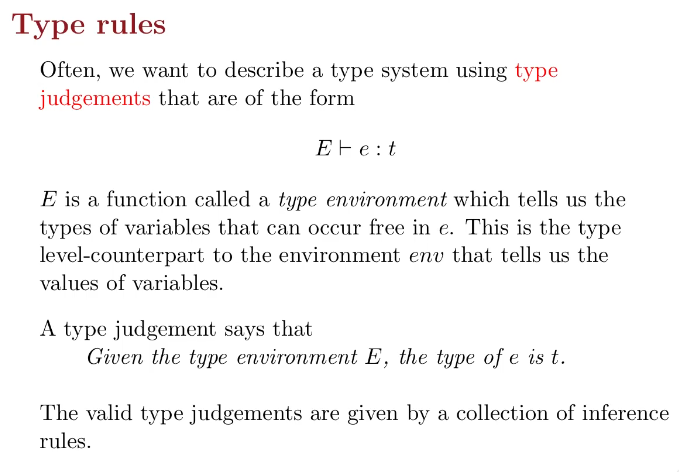 Type rules
Often, we want to describe a type system using type
judgements that are of the form
E ⊢ e : t
E is a function called a type environment which tells us the
types of variables that can occur free in e. This is the type
level-counterpart to the environment env that tells us the
values of variables.
A type judgement says that
Given the type environment E, the type of e is t.
The valid type judgements are given by a collection of inference
rules.